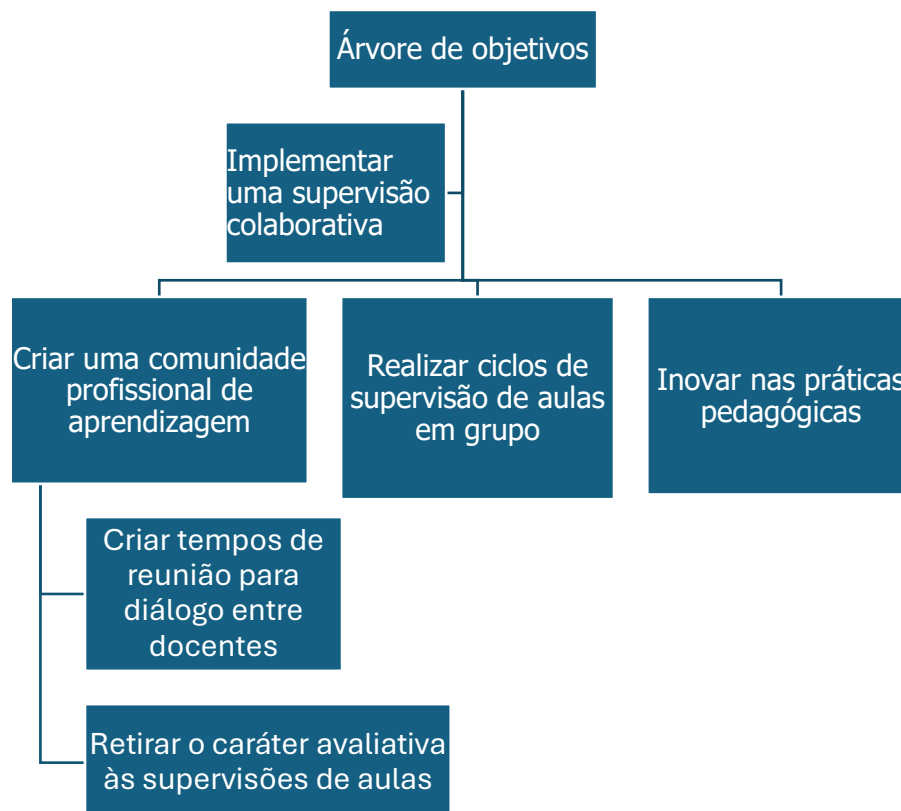 Árvore de objetivos
Implementar
uma supervisão
colaborativa
Criar uma comunidade
profissional de
aprendizagem
Realizar ciclos de
supervisão de aulas
em grupo
Inovar nas práticas
pedagógicas
Criar tempos de
reunião para
diálogo entre
docentes
Retirar o caráter avaliativa
às supervisões de aulas